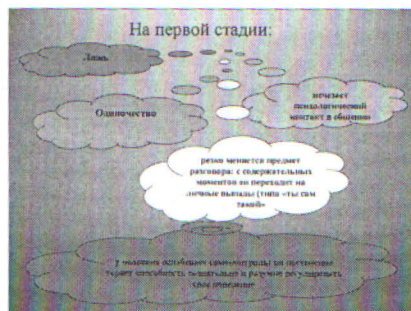 На первой стадии:
Ложь
Одиночество
исчезает
психологический
контакт в общении
резко меняется предмет
разговора: с содержательных
моментов он переходит на
личные выпады (типа «ты сам
такой»
у человека ослабевает самоконтроль он постепенно
теряет способность сознательно и разумно регулировать
свое поведение